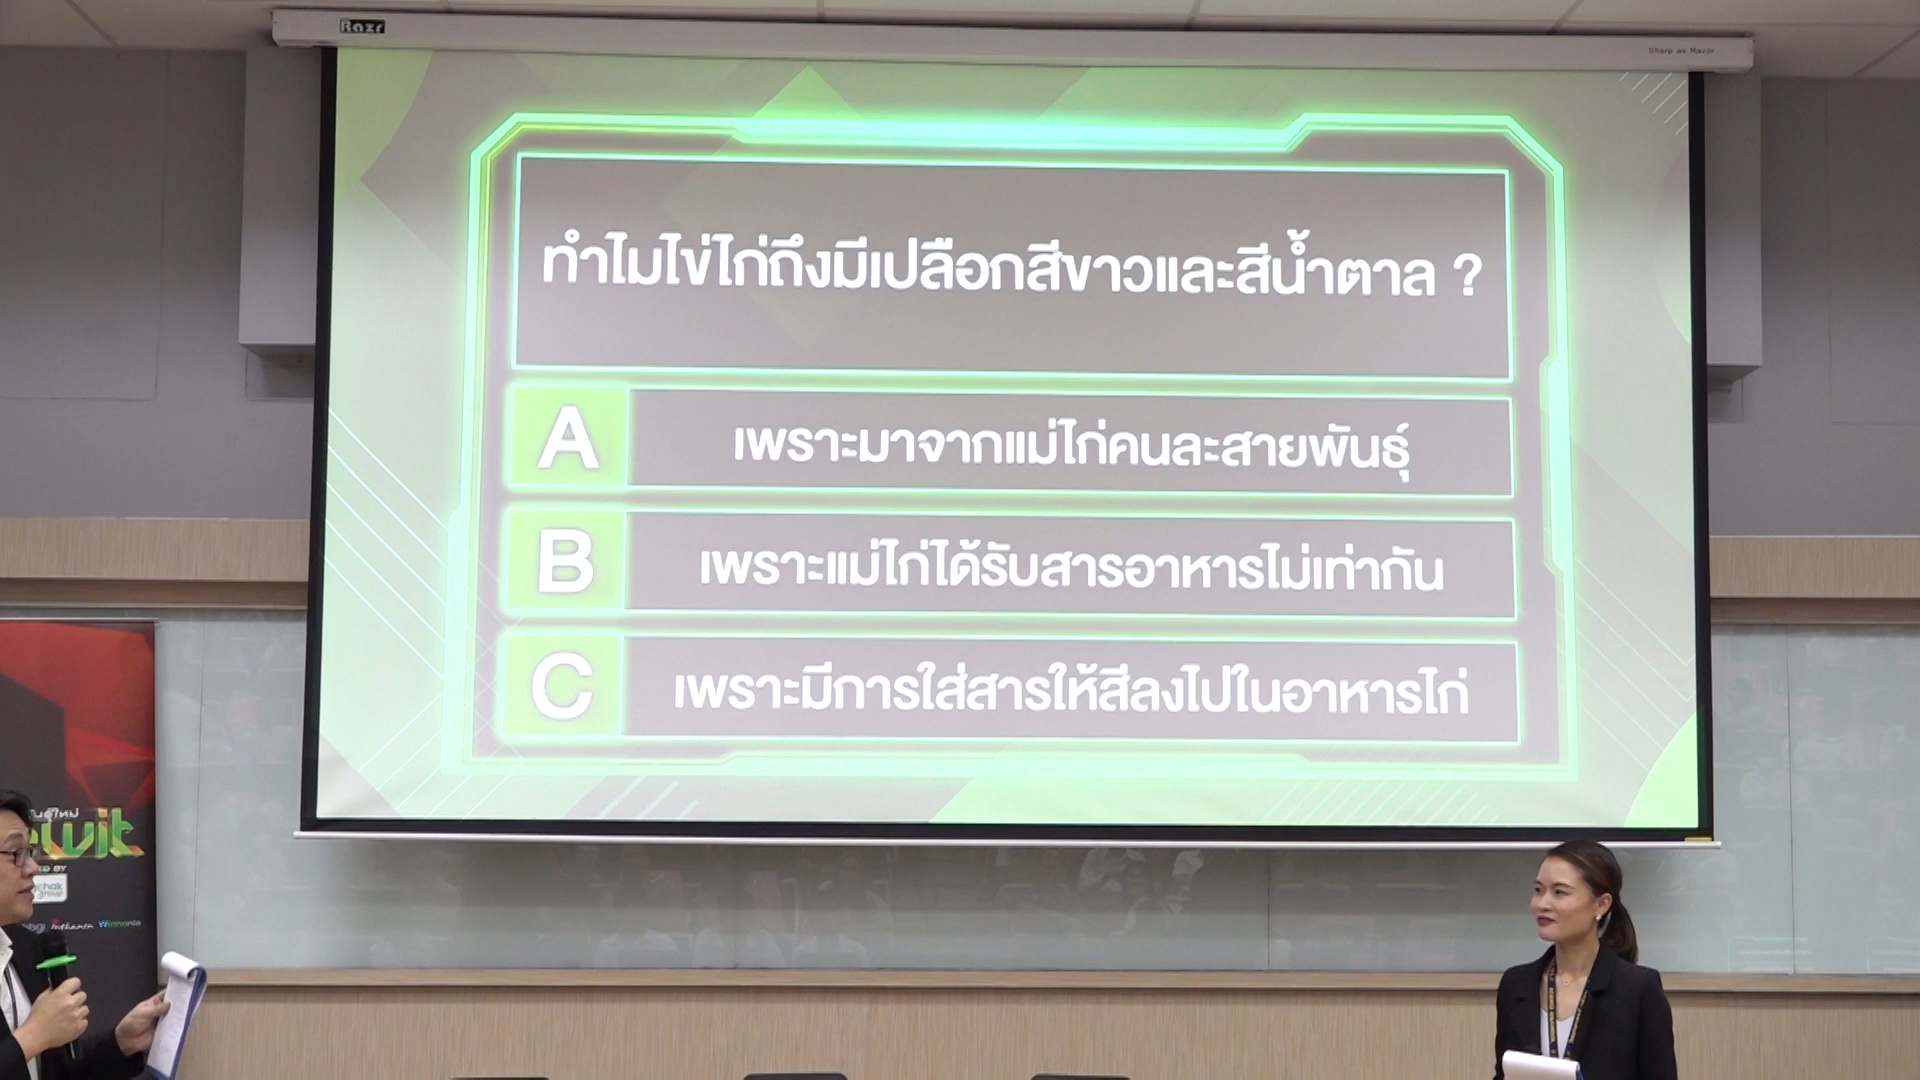 Razr
Sharp as Razor
ทำไมไข่ไก่ถึงมีเปลือกสีขาวและสีน้ำตาล ?
A เพราะมาจากแม่ไก่คนละสายพันธุ์
B เพราะแม่ไก่ได้รับสารอาหารไม่เท่ากัน
C เพราะมีการใส่สารให้สีลงไปในอาหารไก่